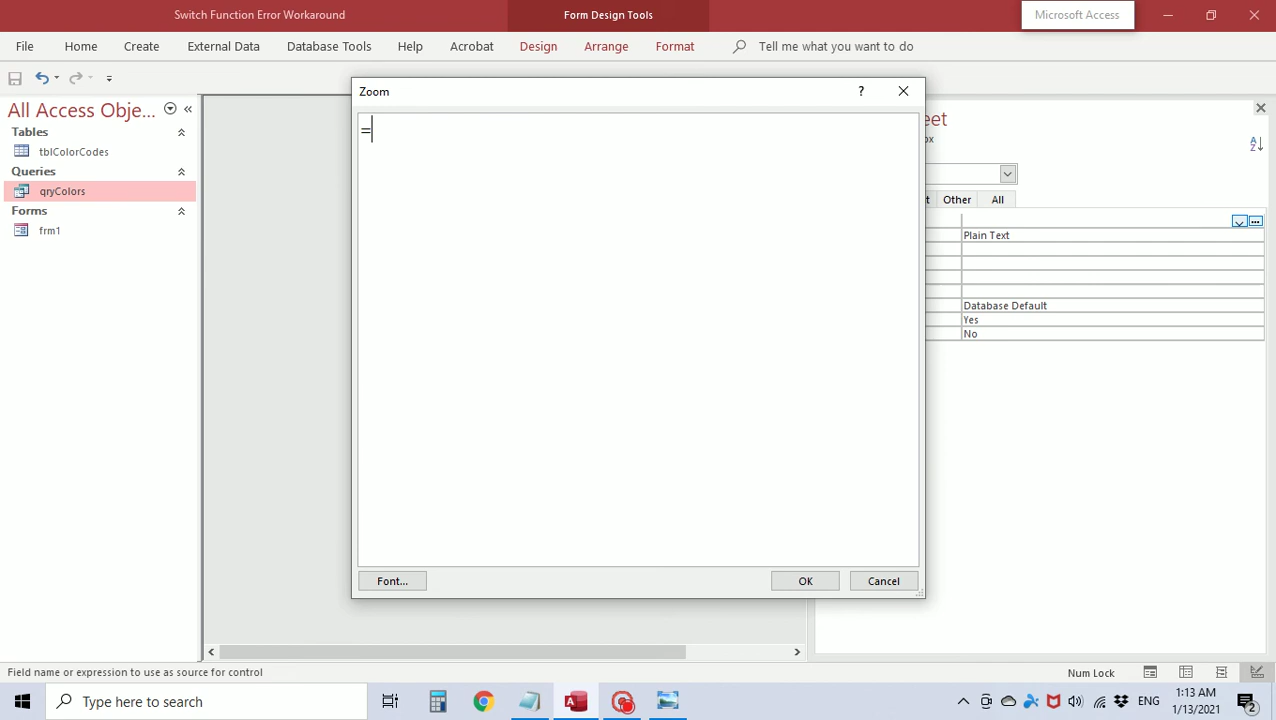 Switch Function Error Workaround
Form Design Tools
Microsoft Access
File Home Create External Data Database Tools Help Acrobat Design Arrange Format Tell me what you want to do
All Access Obje...
Tables
tblColorCodes
Queries
qryColors
Forms
frm1
Zoom
?
=
Font...
OK
Cancel
eet
ox
t Other All
Plain Text
Database Default
Yes
No
Field name or expression to use as source for control
Num Lock
Type here to search
ENG
1:13 AM
1/13/2021
2